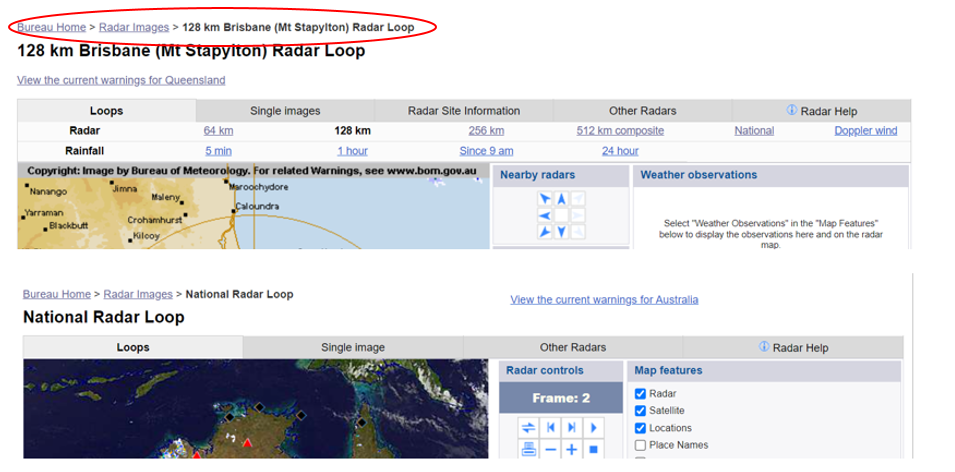 Bureau Home > Radar Images > 128 km Brisbane (Mt Stapylton) Radar Loop
128 km Brisbane (Mt Stapylton) Radar Loop
View the current warnings for Queensland
Loops Single images Radar Site Information Other Radars Radar Help
Radar 64 km 128 km 256 km 512 km composite National Doppler wind
Rainfall 5 min 1 hour Since 9 am 24 hour
Copyright: Image by Bureau of Meteorology. For related Warnings, see www.bom.gov.au
Nearby radars
Weather observations
Nanango
Jimna
Maroochydore
Maleny
Caloundra
Yarraman
Crohamhurst
Blackbutt
Kilcoy
Select "Weather Observations" in the "Map Features"
below to display the observations here and on the radar
map.
Bureau Home > Radar Images > National Radar Loop
View the current warnings for Australia
National Radar Loop
Loops Single image Other Radars Radar Help
Radar controls
Map features
Frame: 2
Radar
Satellite
Locations
Place Names